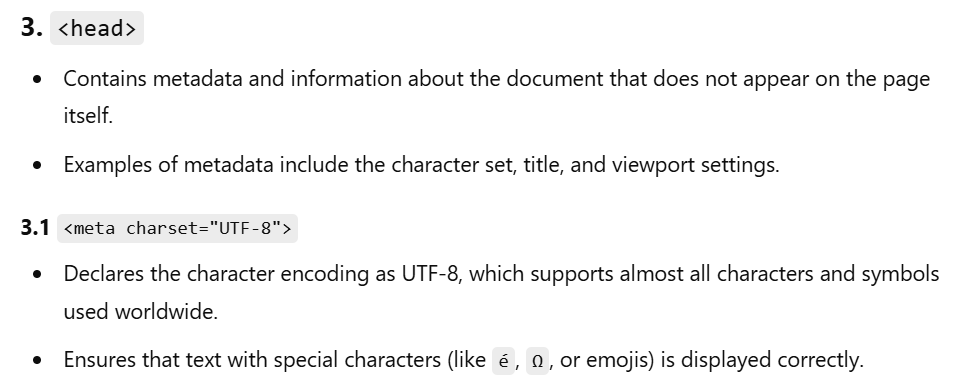 3. <head>
• Contains metadata and information about the document that does not appear on the page
itself.
• Examples of metadata include the character set, title, and viewport settings.
3.1 <meta charset="UTF-8">
• Declares the character encoding as UTF-8, which supports almost all characters and symbols
used worldwide.
• Ensures that text with special characters (like é, Ω, or emojis) is displayed correctly.